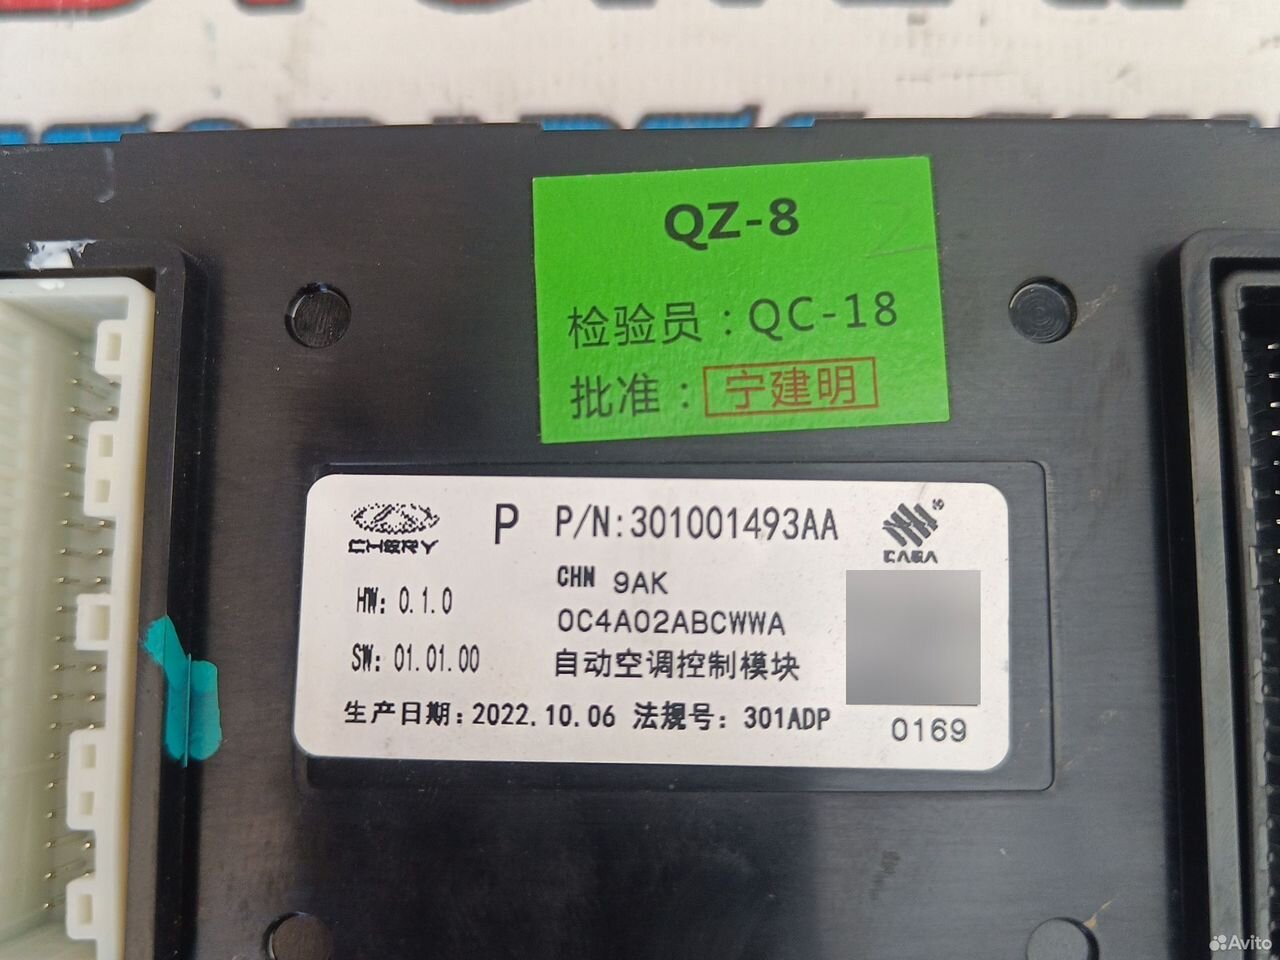 QZ-8
检验员：QC-18
批准：宁建明
CHERY
P
P/N:301001493AA
CHN 9AK
HW: 0.1.0
0C4A02ABCWWA
SW: 01.01.00
自动空调控制模块
生产日期:2022.10.06 法规号: 301ADP
0169
Avito